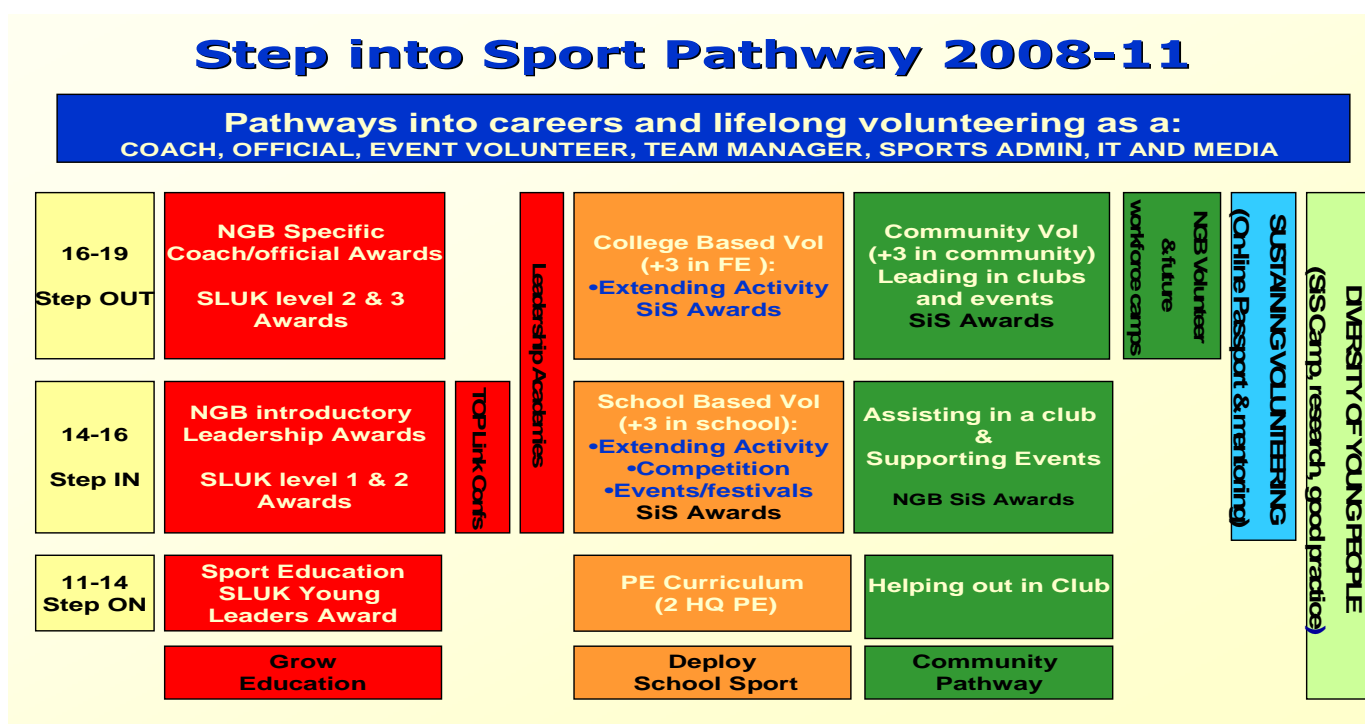 Step into Sport Pathway 2008-11
Pathways into careers and lifelong volunteering as a:
COACH, OFFICIAL, EVENT VOLUNTEER, TEAM MANAGER, SPORTS ADMIN, IT AND MEDIA
16-19
Step OUT
NGB Specific
Coach/official Awards
SLUK level 2 & 3
Awards
Leadership Academies
College Based Vol
(+3 in FE ):
•Extending Activity
SiS Awards
Community Vol
(+3 in community)
Leading in clubs
and events
SiS Awards
NGB Volunteer
& future
workforce camps
SUSTAINING VOLUNTEERING
(On-line Passport & mentoring)
DIVERSITY OF YOUNG PEOPLE
(SiS Camp, research, good practice)
14-16
Step IN
NGB introductory
Leadership Awards
SLUK level 1 & 2
Awards
TOP Link Confs
School Based Vol
(+3 in school):
•Extending Activity
•Competition
•Events/festivals
SiS Awards
Assisting in a club
&
Supporting Events
NGB SiS Awards
11-14
Step ON
Sport Education
SLUK Young
Leaders Award
PE Curriculum
(2 HQ PE)
Helping out in Club
Grow
Education
Deploy
School Sport
Community
Pathway